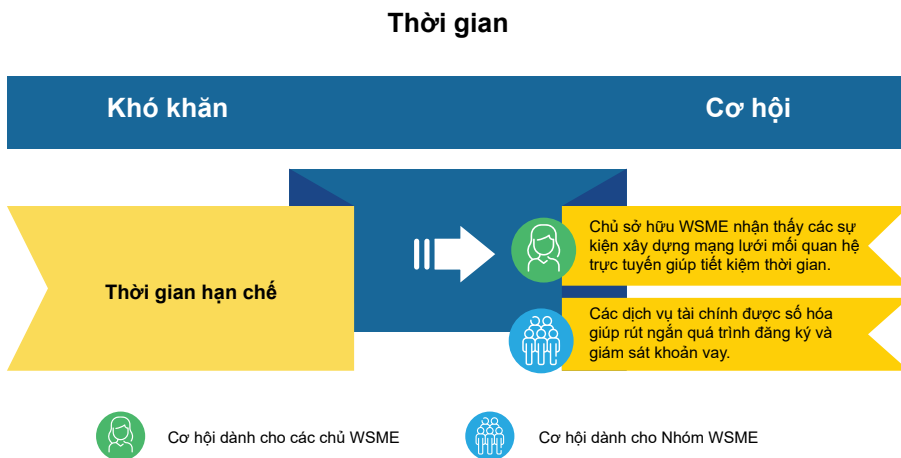 Thời gian
Khó khăn
Cơ hội
Thời gian hạn chế
Chủ sở hữu WSME nhận thấy các sự
kiện xây dựng mạng lưới mối quan hệ
trực tuyến giúp tiết kiệm thời gian.
Các dịch vụ tài chính được số hóa
giúp rút ngắn quá trình đăng ký và
giám sát khoản vay.
Cơ hội dành cho các chủ WSME
Cơ hội dành cho Nhóm WSME